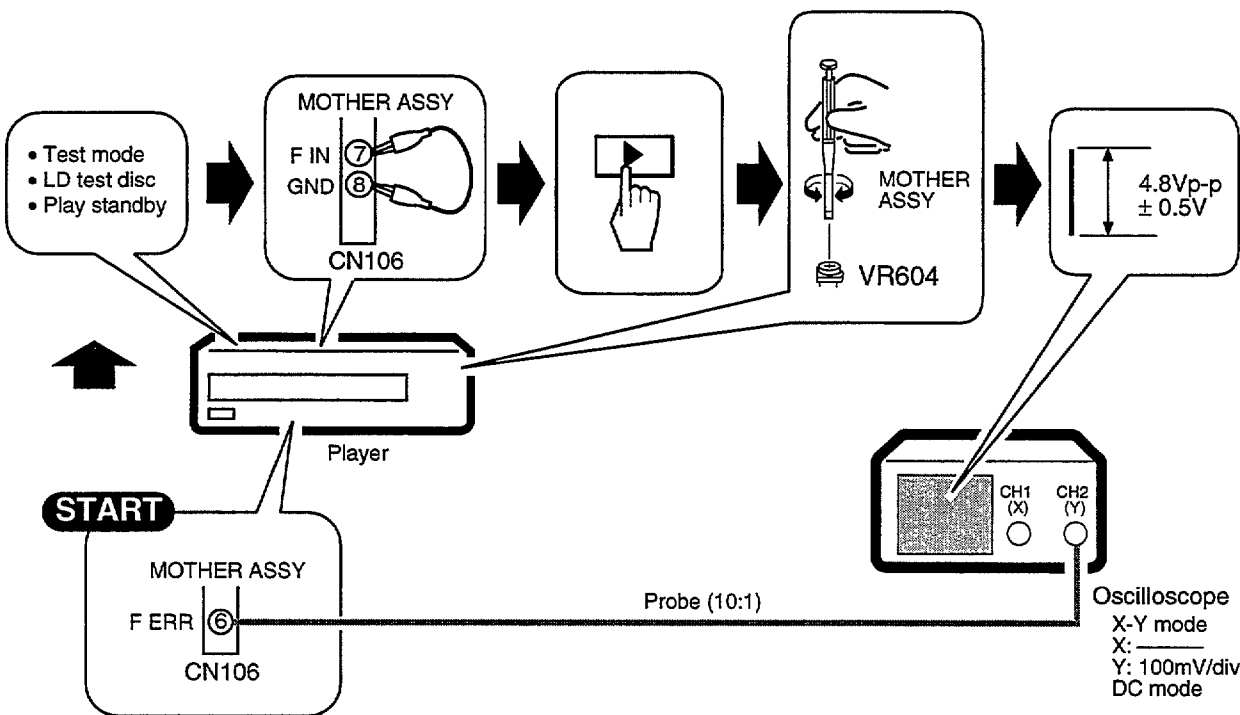 START
MOTHER ASSY
F ERR ⑥
CN106
Probe (10:1)
• Test mode
• LD test disc
• Play standby
MOTHER ASSY
F IN ⑦
GND ⑧
CN106
MOTHER
ASSY
VR604
4.8Vp-p
± 0.5V
Player
CH1
(X)
CH2
(Y)
Oscilloscope
X-Y mode
X: ———
Y: 100mV/div
DC mode